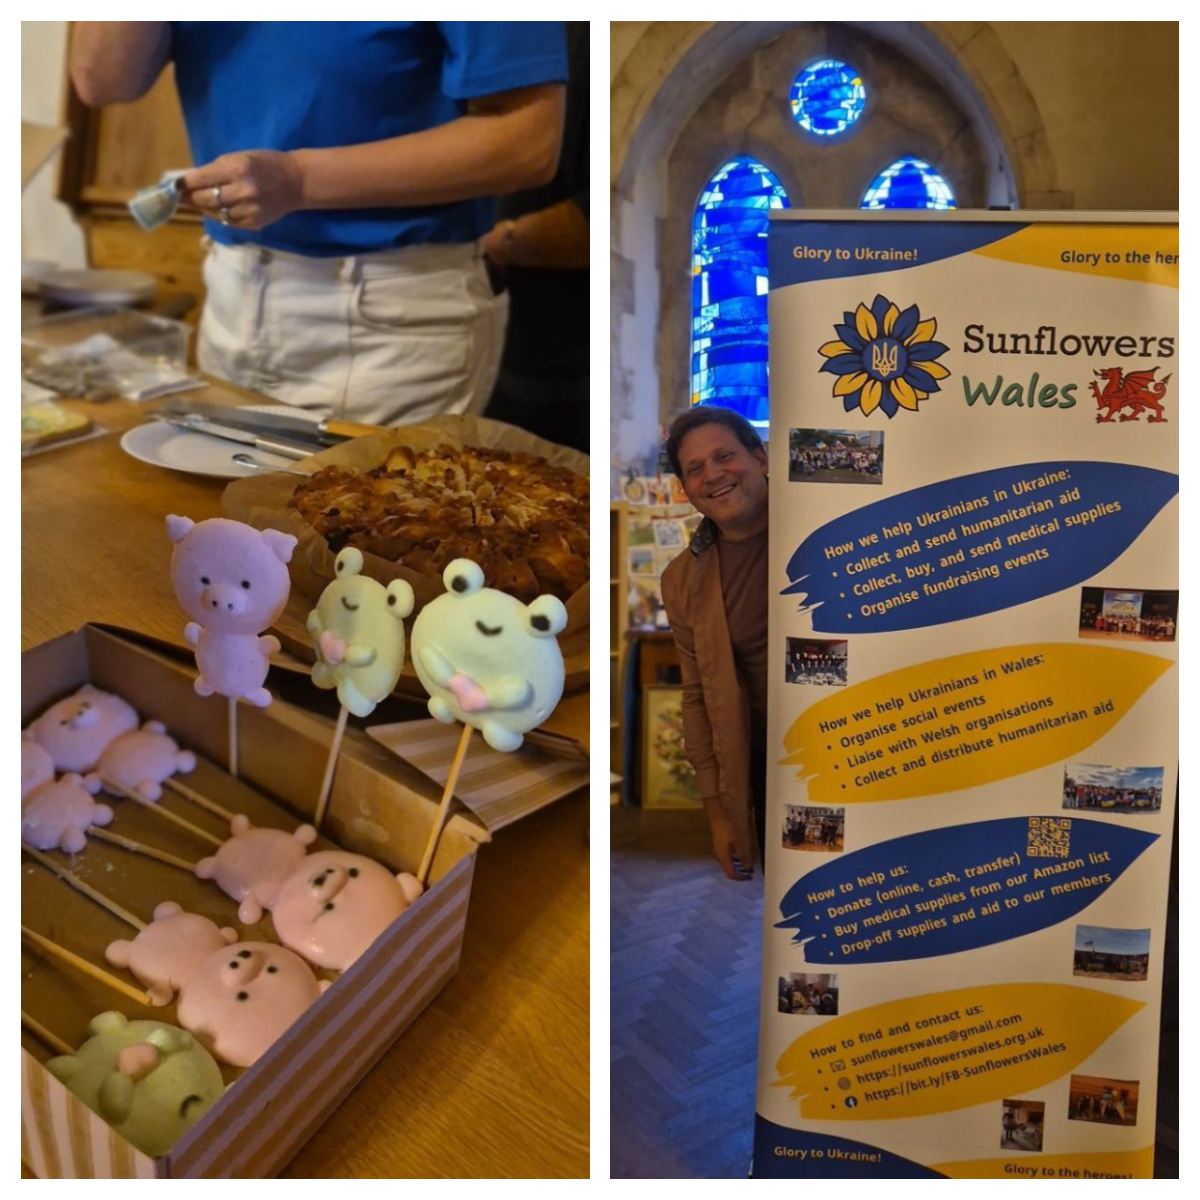 Glory to Ukraine!
Glory to the her
Sunflowers
Wales
How we help Ukrainians in Ukraine:
• Collect and send humanitarian aid
• Collect, buy, and send medical supplies
• Organise fundraising events
How we help Ukrainians in Wales:
• Organise social events
• Liaise with Welsh organisations
• Collect and distribute humanitarian aid
How to help us:
• Donate (online, cash, transfer)
• Buy medical supplies from our Amazon list
• Drop-off supplies and aid to our members
How to find and contact us:
• sunflowerswales@gmail.com
• https://sunflowerswales.org.uk
• https://bit.ly/FB-SunflowersWales
Glory to Ukraine!
Glory to the heroes!